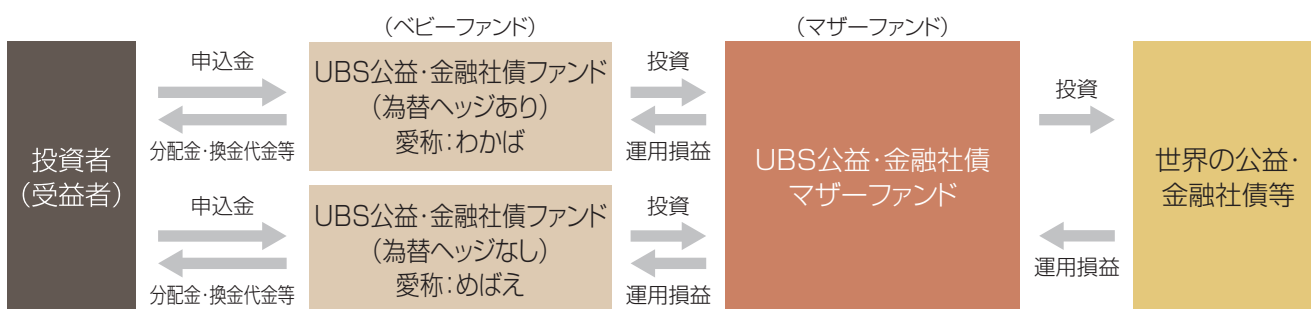 (ベビーファンド)
(マザーファンド)
投資者
(受益者)
申込金
分配金・換金代金等
UBS公益・金融社債ファンド
(為替ヘッジあり)
愛称:わかば
投資
運用損益
申込金
分配金・換金代金等
UBS公益・金融社債ファンド
(為替ヘッジなし)
愛称:めばえ
投資
運用損益
UBS公益・金融社債
マザーファンド
投資
運用損益
世界の公益・
金融社債等